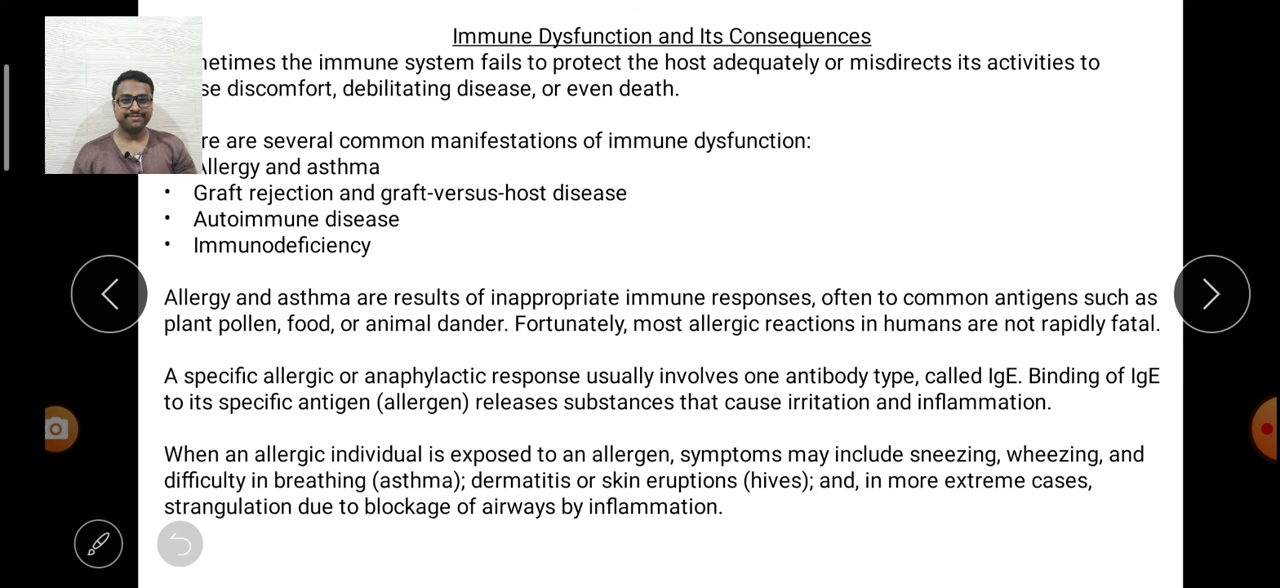 Immune Dysfunction and Its Consequences
the immune system fails to protect the host adequately or misdirects its activities to
discomfort, debilitating disease, or even death.
are several common manifestations of immune dysfunction:
Allergy and asthma
• Graft rejection and graft-versus-host disease
• Autoimmune disease
• Immunodeficiency
Allergy and asthma are results of inappropriate immune responses, often to common antigens such as
plant pollen, food, or animal dander. Fortunately, most allergic reactions in humans are not rapidly fatal.
A specific allergic or anaphylactic response usually involves one antibody type, called IgE. Binding of IgE
to its specific antigen (allergen) releases substances that cause irritation and inflammation.
When an allergic individual is exposed to an allergen, symptoms may include sneezing, wheezing, and
difficulty in breathing (asthma); dermatitis or skin eruptions (hives); and, in more extreme cases,
strangulation due to blockage of airways by inflammation.